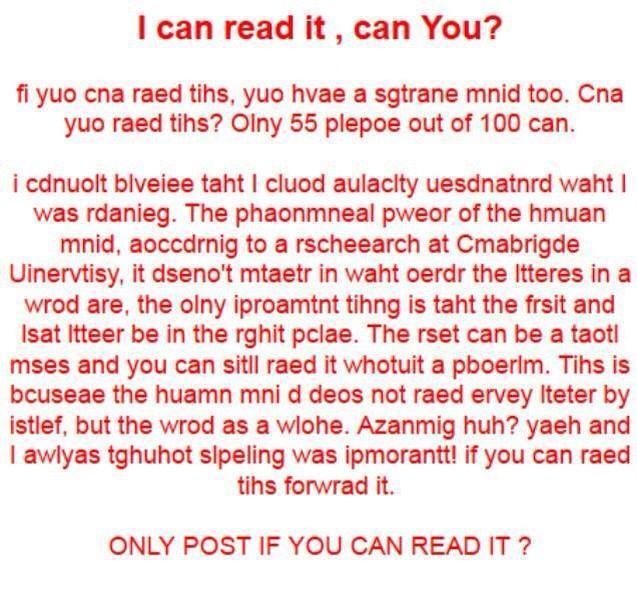 I can read it , can You?
fi yuo cna raed tihs, yuo hvae a sgtrane mnid too. Cna
yuo raed tihs? Olny 55 plepoe out of 100 can.
i cdnuolt blveiee taht I cluod aulaclty uesdnatnrd waht I
was rdanieg. The phaonmneal pweor of the hmuan
mnid, aoccdrnig to a rscheearch at Cmabrigde
Uinervtisy, it dseno't mtaetr in waht oerdr the ltteres in a
wrod are, the olny iproamtnt tihng is taht the frsit and
lsat ltteer be in the rghit pclae. The rset can be a taotl
mses and you can sitll raed it whotuit a pboerlm. Tihs is
bcuseae the huamn mni d deos not raed ervey lteter by
istlef, but the wrod as a wlohe. Azanmig huh? yaeh and
I awlyas tghuhot slpeling was ipmorantt! if you can raed
tihs forwrad it.
ONLY POST IF YOU CAN READ IT ?